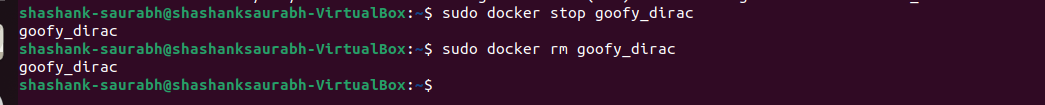 shashank-saurabh@shashanksaurabh-VirtualBox:~$ sudo docker stop goofy_dirac
goofy_dirac
shashank-saurabh@shashanksaurabh-VirtualBox:~$ sudo docker rm goofy_dirac
goofy_dirac
shashank-saurabh@shashanksaurabh-VirtualBox:~$